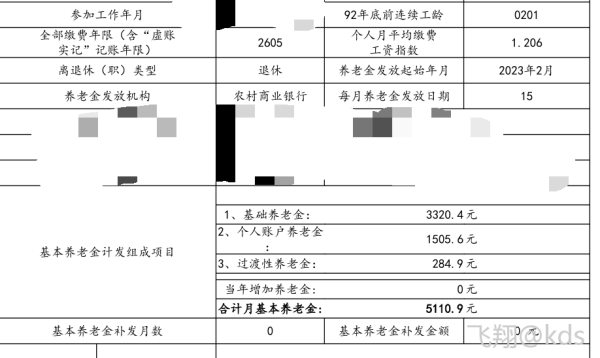 参加工作年月 92年底前连续工龄 0201
全部缴费年限（含“虚账实记”记账年限） 2605 个人月平均缴费工资指数 1.206
离退休（职）类型 退休 养老金发放起始年月 2023年2月
养老金发放机构 农村商业银行 每月养老金发放日期 15
基本养老金计发组成项目
1、基础养老金： 3320.4元
2、个人账户养老金： 1505.6元
3、过渡性养老金： 284.9元
当年增加养老金： 0元
合计月基本养老金： 5110.9元
基本养老金补发月数 0 基本养老金补发金额 0 元
飞翔@kds